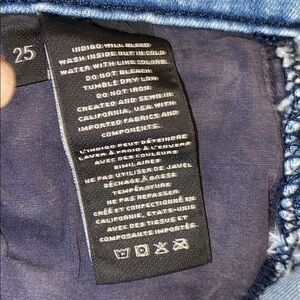 25
INDIGO WILL BLEED
WASH INSIDE OUT IN COLD
WATER WITH LIKE COLORS.
DO NOT BLEACH.
TUMBLE DRY LOW.
DO NOT IRON.
CREATED AND SEWN IN
CALIFORNIA, USA WITH
IMPORTED FABRICS AND
COMPONENTS.
L'INDIGO PEUT DÉTEINDRE
LAVER À FROID À L'ENVERS
AVEC DES COULEURS
SIMILAIRES
NE PAS UTILISER DE JAVEL
SÉCHAGE À BASSE
TEMPÉRATURE
NE PAS REPASSER
CRÉÉ ET CONFECTIONNÉ EN
CALIFORNIE, ÉTATS-UNIS
AVEC DES TISSUS ET
COMPOSANTS IMPORTÉS.